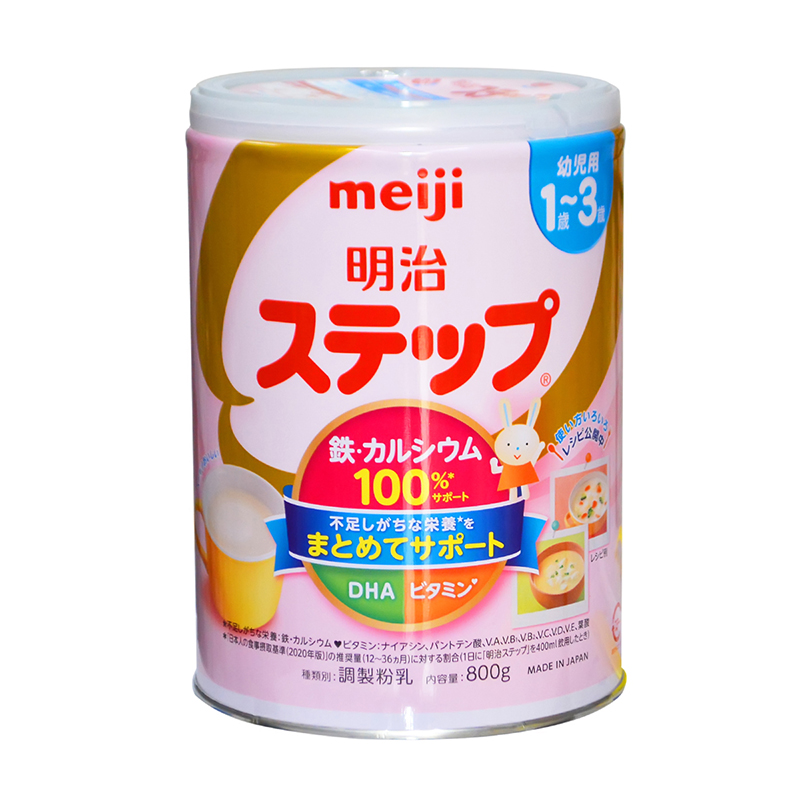 meiji
幼児用
1歳~3歳
明治
ステップ®
使い方いろいろ
レシピ公開中
鉄・カルシウム
100%*
サポート
不足しがちな栄養*を
まとめてサポート
DHA ビタミン♥
レシピ例
*不足しがちな栄養:鉄・カルシウム ♥ビタミン:ナイアシン、パントテン酸、V.A、V.B₁、V.B₂、V.C、V.D、V.E、葉酸
*「日本人の食事摂取基準(2020年版)」の推奨量(12~36ヵ月)に対する割合(1日に「明治ステップ」を400ml飲用したとき)
種類別:調製粉乳 内容量:800g MADE IN JAPAN